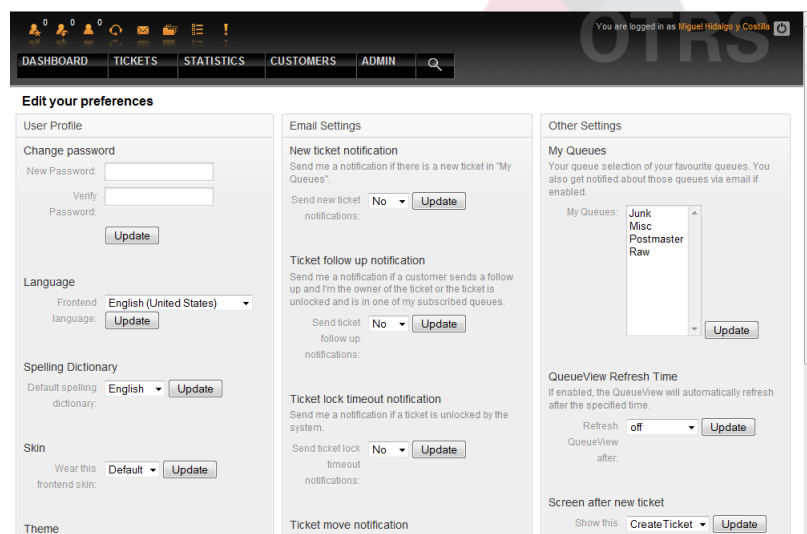 0 0 0
You are logged in as Miguel Hidalgo y Costilla
OTRS
DASHBOARD TICKETS STATISTICS CUSTOMERS ADMIN
Edit your preferences
User Profile
Change password
New Password:
Verify
Password:
Update
Language
Frontend
language:
English (United States)
Update
Spelling Dictionary
Default spelling
dictionary:
English
Update
Skin
Wear this
frontend skin:
Default
Update
Theme
Email Settings
New ticket notification
Send me a notification if there is a new ticket in "My
Queues".
Send new ticket
notifications:
No
Update
Ticket follow up notification
Send me a notification if a customer sends a follow
up and I'm the owner of the ticket or the ticket is
unlocked and is in one of my subscribed queues.
Send ticket
follow up
notifications:
No
Update
Ticket lock timeout notification
Send me a notification if a ticket is unlocked by the
system.
Send ticket lock
timeout
notifications:
No
Update
Ticket move notification
Other Settings
My Queues
Your queue selection of your favourite queues. You
also get notified about those queues via email if
enabled.
My Queues:
Junk
Misc
Postmaster
Raw
Update
QueueView Refresh Time
If enabled, the QueueView will automatically refresh
after the specified time.
Refresh
QueueView
after:
off
Update
Screen after new ticket
Show this
CreateTicket
Update